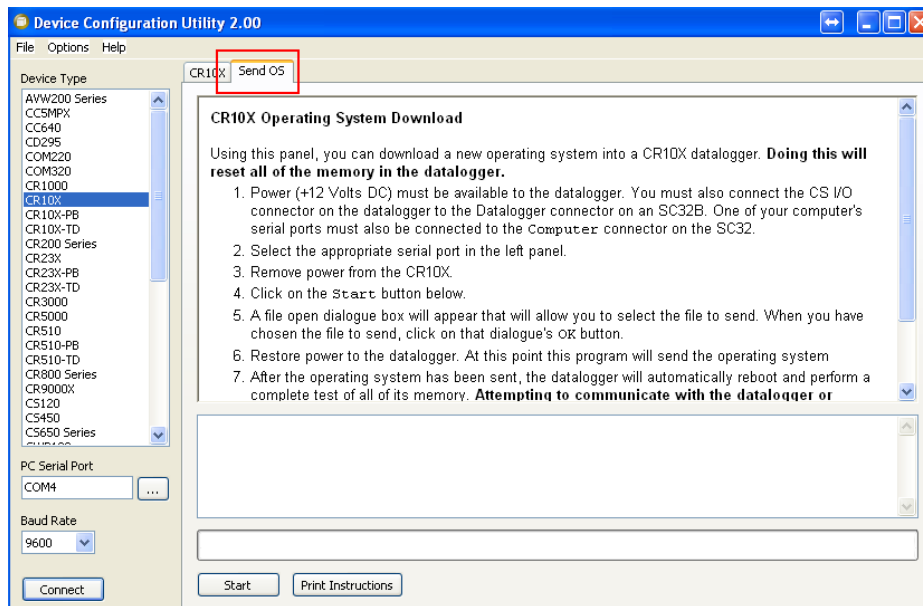 Device Configuration Utility 2.00
File Options Help
Device Type
AVW200 Series
CC5MPX
CC640
CD295
COM220
COM320
CR1000
CR10X
CR10X-PB
CR10X-TD
CR200 Series
CR23X
CR23X-PB
CR23X-TD
CR3000
CR5000
CR510
CR510-PB
CR510-TD
CR800 Series
CR9000X
CS120
CS450
CS650 Series
PC Serial Port
COM4
...
Baud Rate
9600
Connect
CR10X Send OS
CR10X Operating System Download
Using this panel, you can download a new operating system into a CR10X datalogger. Doing this will
reset all of the memory in the datalogger.
1. Power (+12 Volts DC) must be available to the datalogger. You must also connect the CS I/O
connector on the datalogger to the Datalogger connector on an SC32B. One of your computer's
serial ports must also be connected to the Computer connector on the SC32.
2. Select the appropriate serial port in the left panel.
3. Remove power from the CR10X.
4. Click on the Start button below.
5. A file open dialogue box will appear that will allow you to select the file to send. When you have
chosen the file to send, click on that dialogue's OK button.
6. Restore power to the datalogger. At this point this program will send the operating system
7. After the operating system has been sent, the datalogger will automatically reboot and perform a
complete test of all of its memory. Attempting to communicate with the datalogger or
Start Print Instructions